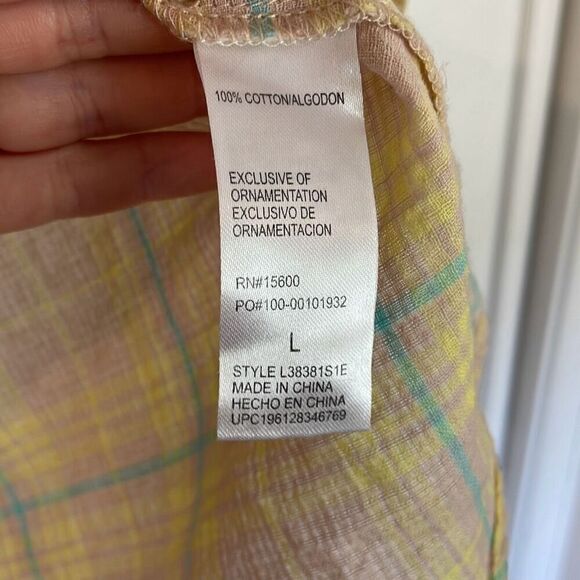 100% COTTON/ALGODON
EXCLUSIVE OF
ORNAMENTATION
EXCLUSIVO DE
ORNAMENTACION
RN#15600
PO#100-00101932
L
STYLE L38381S1E
MADE IN CHINA
HECHO EN CHINA
UPC196128346769